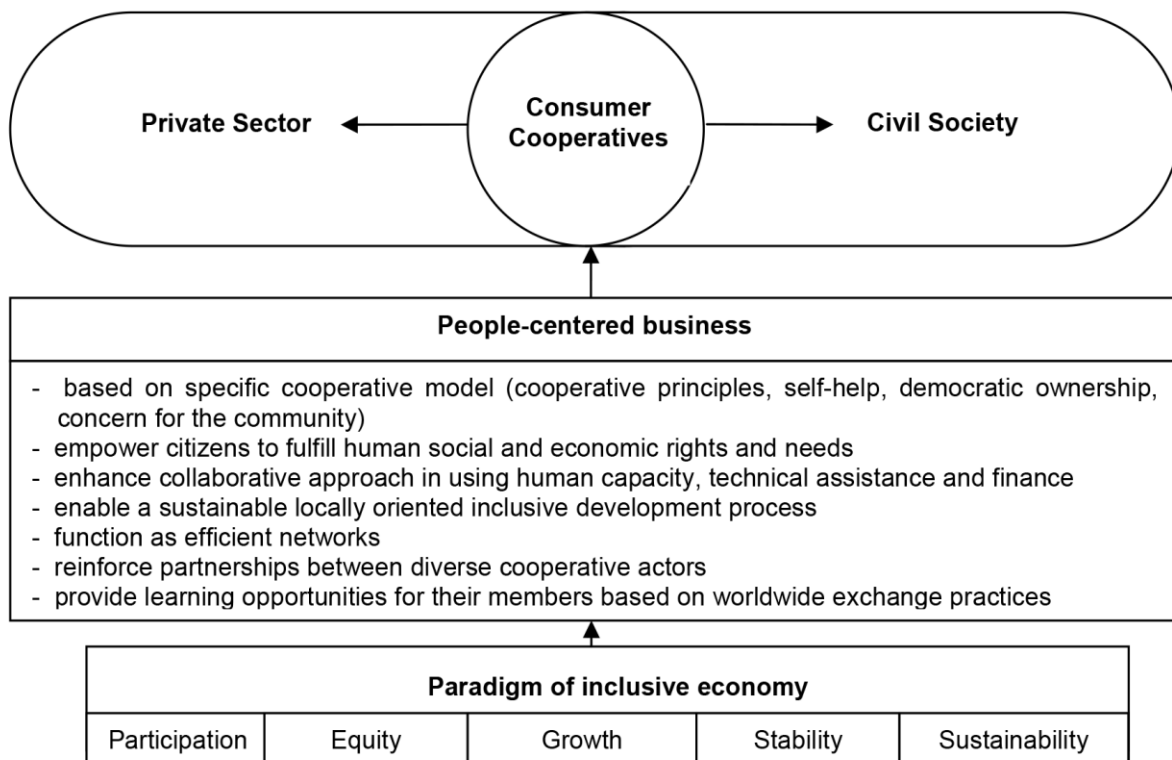 Private Sector
Consumer
Cooperatives
Civil Society
People-centered business
- based on specific cooperative model (cooperative principles, self-help, democratic ownership,
concern for the community)
- empower citizens to fulfill human social and economic rights and needs
- enhance collaborative approach in using human capacity, technical assistance and finance
- enable a sustainable locally oriented inclusive development process
- function as efficient networks
- reinforce partnerships between diverse cooperative actors
- provide learning opportunities for their members based on worldwide exchange practices
Paradigm of inclusive economy
Participation Equity Growth Stability Sustainability